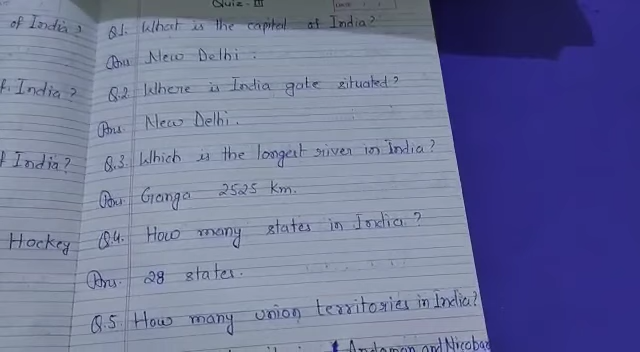 Quiz - III
of India? Q.1. What is the capital of India?
Ans New Delhi.
f. India? Q.2. Where is India gate situated?
Ans. New Delhi.
f India? Q.3. Which is the longest river in India?
Ans. Ganga 2525 Km.
Hockey Q.4. How many states in India?
Ans. 28 states.
Q.5. How many union territories in India?
Andaman and Nicobar